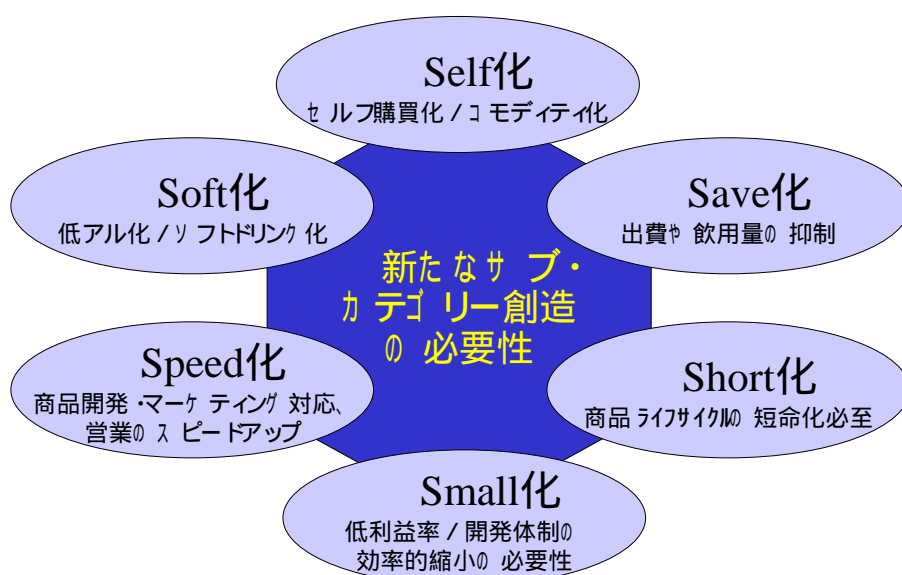 Self化
セルフ購買化 / コモディティ化
Soft化
低アル化 / ソフトドリンク化
Save化
出費や飲用量の抑制
新たなサブ・
カテゴリー創造
の必要性
Speed化
商品開発・マーケティング対応、
営業のスピードアップ
Short化
商品ライフサイクルの短命化必至
Small化
低利益率 / 開発体制の
効率的縮小の必要性